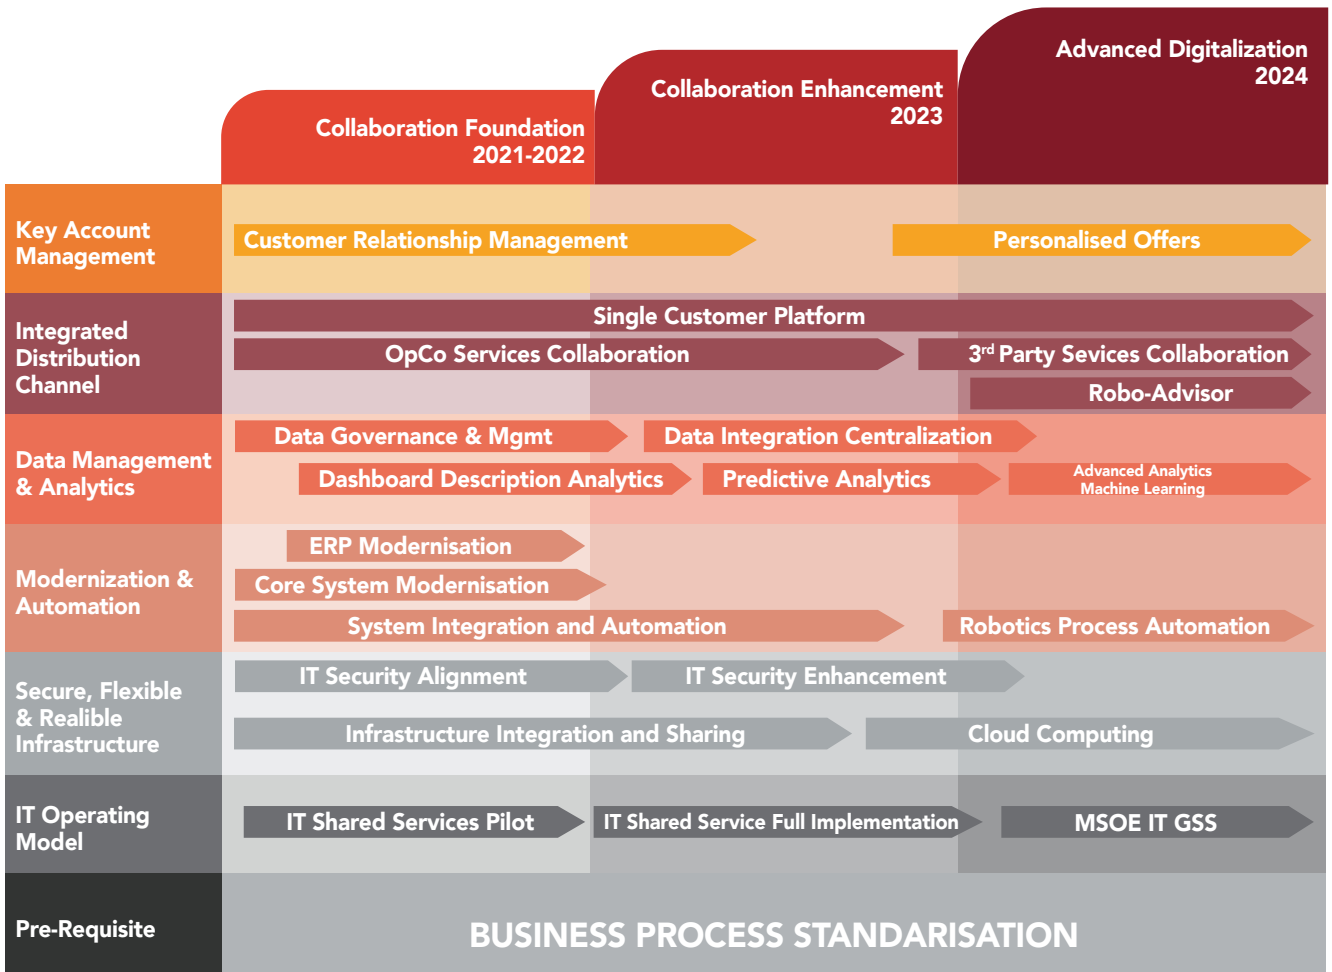 Collaboration Foundation
2021-2022
Collaboration Enhancement
2023
Advanced Digitalization
2024
Key Account
Management
Customer Relationship Management
Personalised Offers
Integrated
Distribution
Channel
Single Customer Platform
OpCo Services Collaboration
3rd Party Sevices Collaboration
Robo-Advisor
Data Management
& Analytics
Data Governance & Mgmt
Data Integration Centralization
Dashboard Description Analytics
Predictive Analytics
Advanced Analytics
Machine Learning
Modernization &
Automation
ERP Modernisation
Core System Modernisation
System Integration and Automation
Robotics Process Automation
Secure, Flexible
& Realible
Infrastructure
IT Security Alignment
IT Security Enhancement
Infrastructure Integration and Sharing
Cloud Computing
IT Operating
Model
IT Shared Services Pilot
IT Shared Service Full Implementation
MSOE IT GSS
Pre-Requisite
BUSINESS PROCESS STANDARISATION